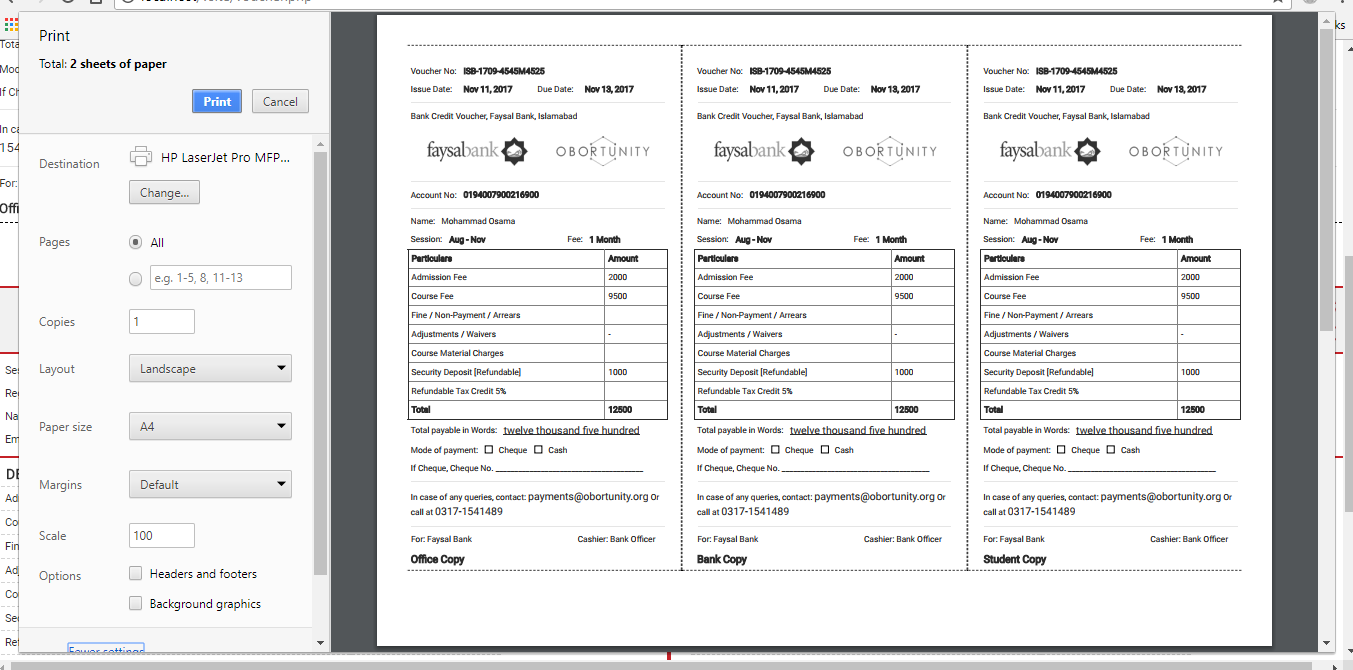 Print
Total: 2 sheets of paper
Print Cancel
Destination HP LaserJet Pro MFP...
Change...
Pages All
e.g. 1-5, 8, 11-13
Copies 1
Layout Landscape
Paper size A4
Margins Default
Scale 100
Options Headers and footers
Background graphics
Fewer settings
Voucher No: ISB-1709-4545M4525
Issue Date: Nov 11, 2017 Due Date: Nov 13, 2017
Bank Credit Voucher, Faysal Bank, Islamabad
faysalbank OBORTUNITY
Account No: 0194007900216900
Name: Mohammad Osama
Session: Aug - Nov Fee: 1 Month
Particulars Amount
Admission Fee 2000
Course Fee 9500
Fine / Non-Payment / Arrears
Adjustments / Waivers -
Course Material Charges
Security Deposit [Refundable] 1000
Refundable Tax Credit 5%
Total 12500
Total payable in Words: twelve thousand five hundred
Mode of payment: Cheque Cash
If Cheque, Cheque No.
In case of any queries, contact: payments@obortunity.org Or
call at 0317-1541489
For: Faysal Bank Cashier: Bank Officer
Office Copy
Voucher No: ISB-1709-4545M4525
Issue Date: Nov 11, 2017 Due Date: Nov 13, 2017
Bank Credit Voucher, Faysal Bank, Islamabad
faysalbank OBORTUNITY
Account No: 0194007900216900
Name: Mohammad Osama
Session: Aug - Nov Fee: 1 Month
Particulars Amount
Admission Fee 2000
Course Fee 9500
Fine / Non-Payment / Arrears
Adjustments / Waivers -
Course Material Charges
Security Deposit [Refundable] 1000
Refundable Tax Credit 5%
Total 12500
Total payable in Words: twelve thousand five hundred
Mode of payment: Cheque Cash
If Cheque, Cheque No.
In case of any queries, contact: payments@obortunity.org Or
call at 0317-1541489
For: Faysal Bank Cashier: Bank Officer
Bank Copy
Voucher No: ISB-1709-4545M4525
Issue Date: Nov 11, 2017 Due Date: Nov 13, 2017
Bank Credit Voucher, Faysal Bank, Islamabad
faysalbank OBORTUNITY
Account No: 0194007900216900
Name: Mohammad Osama
Session: Aug - Nov Fee: 1 Month
Particulars Amount
Admission Fee 2000
Course Fee 9500
Fine / Non-Payment / Arrears
Adjustments / Waivers -
Course Material Charges
Security Deposit [Refundable] 1000
Refundable Tax Credit 5%
Total 12500
Total payable in Words: twelve thousand five hundred
Mode of payment: Cheque Cash
If Cheque, Cheque No.
In case of any queries, contact: payments@obortunity.org Or
call at 0317-1541489
For: Faysal Bank Cashier: Bank Officer
Student Copy